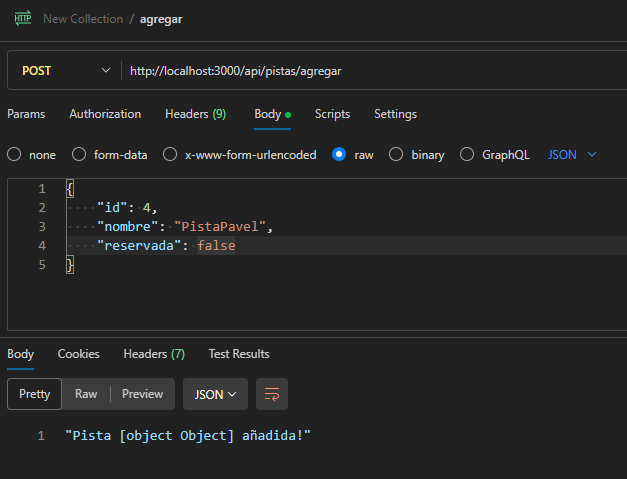 HTTP New Collection / agregar
POST http://localhost:3000/api/pistas/agregar
Params Authorization Headers (9) Body Scripts Settings
none form-data x-www-form-urlencoded raw binary GraphQL JSON
1 {
2 "id": 4,
3 "nombre": "PistaPavel",
4 "reservada": false
5 }
Body Cookies Headers (7) Test Results
Pretty Raw Preview JSON
1 "Pista [object Object] añadida!"